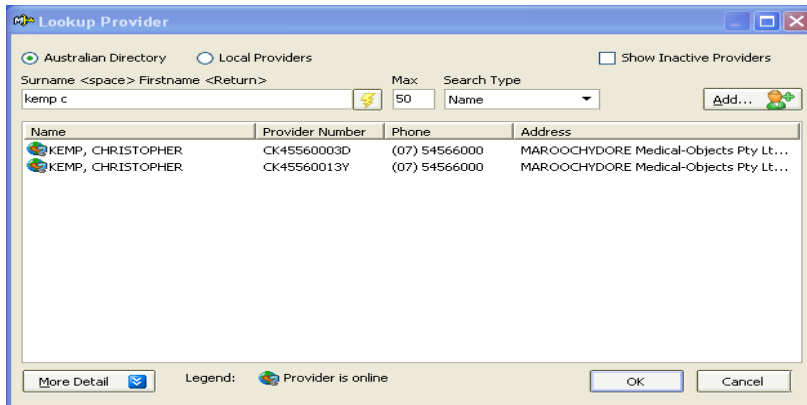 Lookup Provider
Australian Directory Local Providers Show Inactive Providers
Surname <space> Firstname <Return> Max Search Type
kemp c 50 Name Add...
Name Provider Number Phone Address
KEMP, CHRISTOPHER CK45560003D (07) 54566000 MAROOCHYDORE Medical-Objects Pty Lt...
KEMP, CHRISTOPHER CK45560013Y (07) 54566000 MAROOCHYDORE Medical-Objects Pty Lt...
More Detail Legend: Provider is online OK Cancel